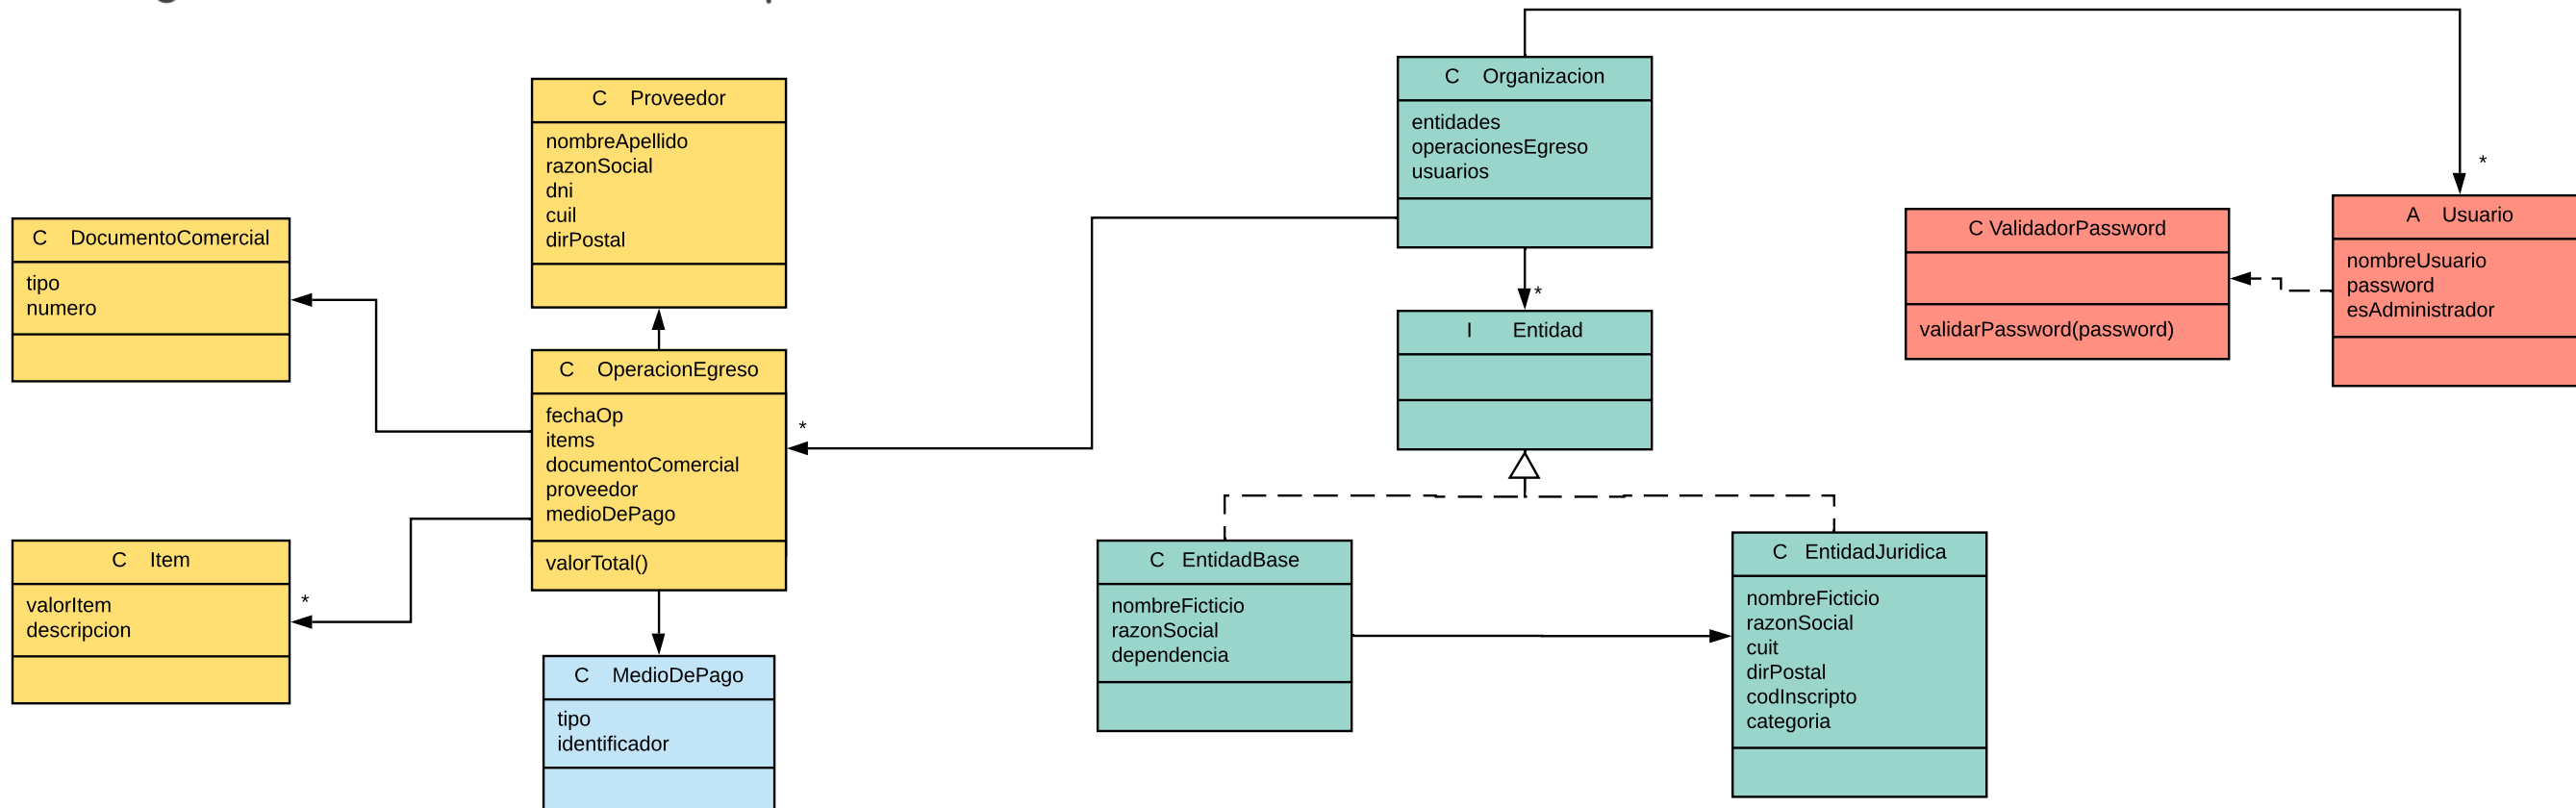 C Proveedor
nombreApellido
razonSocial
dni
cuil
dirPostal
C DocumentoComercial
tipo
numero
C OperacionEgreso
fechaOp
items
documentoComercial
proveedor
medioDePago
valorTotal()
*
C Item
valorItem
descripcion
*
C MedioDePago
tipo
identificador
C Organizacion
entidades
operacionesEgreso
usuarios
*
I Entidad
C EntidadBase
nombreFicticio
razonSocial
dependencia
C EntidadJuridica
nombreFicticio
razonSocial
cuit
dirPostal
codInscripto
categoria
C ValidadorPassword
validarPassword(password)
*
A Usuario
nombreUsuario
password
esAdministrador